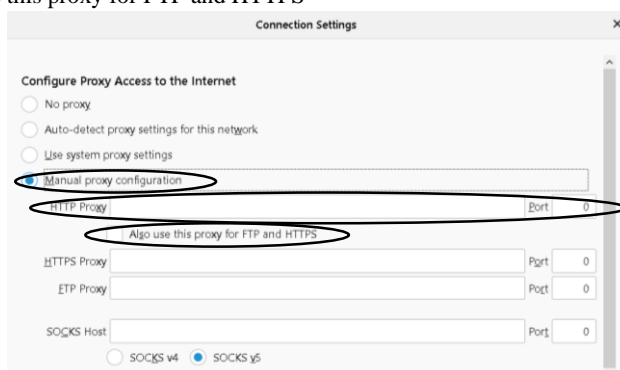 this proxy for FTP and HTTPS
Connection Settings
Configure Proxy Access to the Internet
No proxy
Auto-detect proxy settings for this network
Use system proxy settings
Manual proxy configuration
HTTP Proxy Port 0
Also use this proxy for FTP and HTTPS
HTTPS Proxy Port 0
FTP Proxy Port 0
SOCKS Host Port 0
SOCKS v4 SOCKS v5